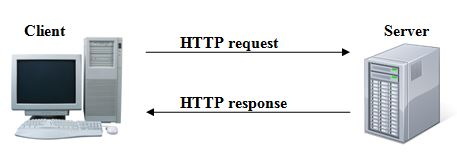 Client
Server
HTTP request
HTTP response